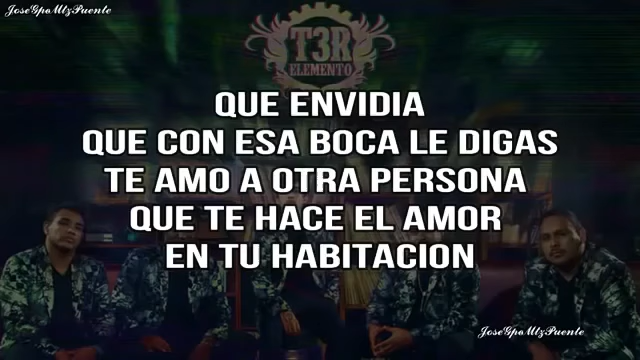 JoseGpoMtzPuente
T3R
ELEMENTO
QUE ENVIDIA
QUE CON ESA BOCA LE DIGAS
TE AMO A OTRA PERSONA
QUE TE HACE EL AMOR
EN TU HABITACION
JoseGpoMtzPuente